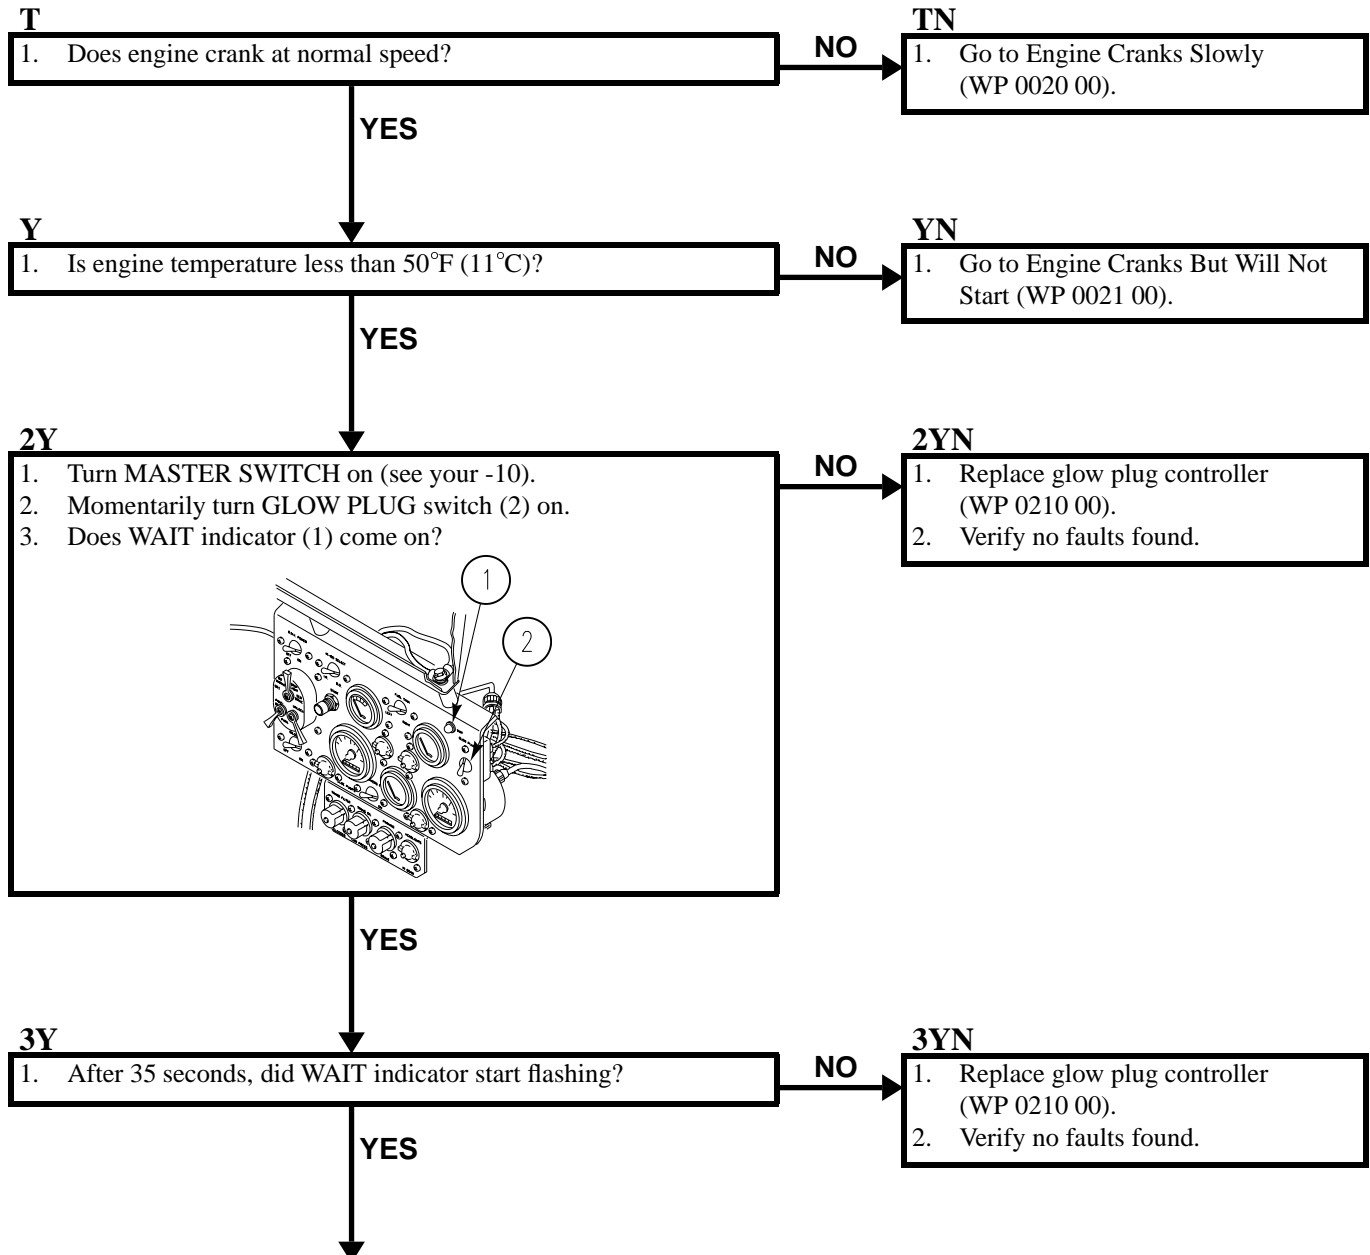 T
1. Does engine crank at normal speed?
NO
TN
1. Go to Engine Cranks Slowly
(WP 0020 00).
YES
Y
1. Is engine temperature less than 50°F (11°C)?
NO
YN
1. Go to Engine Cranks But Will Not
Start (WP 0021 00).
YES
2Y
1. Turn MASTER SWITCH on (see your -10).
2. Momentarily turn GLOW PLUG switch (2) on.
3. Does WAIT indicator (1) come on?
1
2
NO
2YN
1. Replace glow plug controller
(WP 0210 00).
2. Verify no faults found.
YES
3Y
1. After 35 seconds, did WAIT indicator start flashing?
NO
3YN
1. Replace glow plug controller
(WP 0210 00).
2. Verify no faults found.
YES